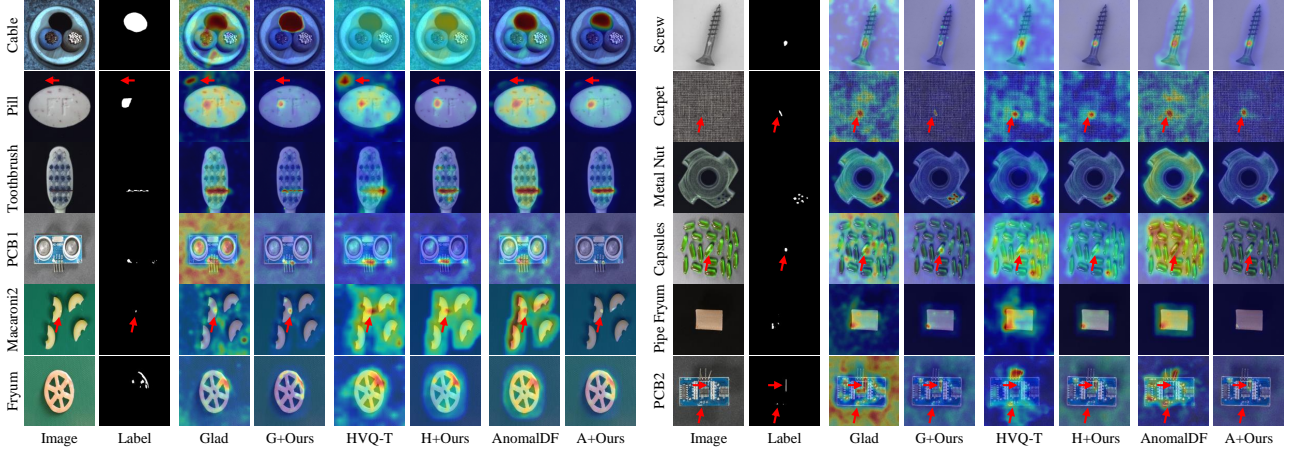 Cable
Pill
Toothbrush
PCB1
Macaroni2
Fryum
Image Label Glad G+Ours HVQ-T H+Ours AnomalDF A+Ours
Screw
Carpet
Metal Nut
Capsules
Pipe Fryum
PCB2
Image Label Glad G+Ours HVQ-T H+Ours AnomalDF A+Ours